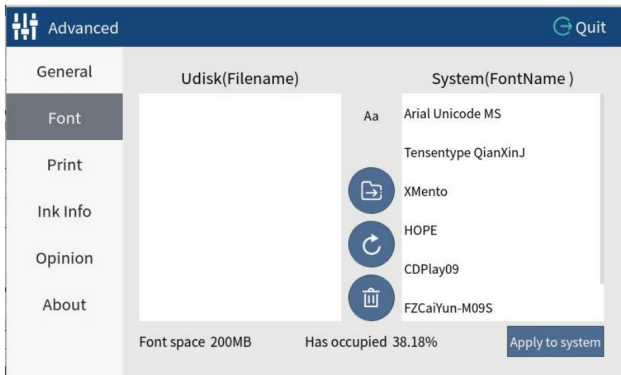 Advanced
Quit
General
Font
Print
Ink Info
Opinion
About
Udisk(Filename)
System(FontName )
Aa
Arial Unicode MS
Tensentype QianXinJ
XMento
HOPE
CDPlay09
FZCaiYun-M09S
Font space 200MB
Has occupied 38.18%
Apply to system